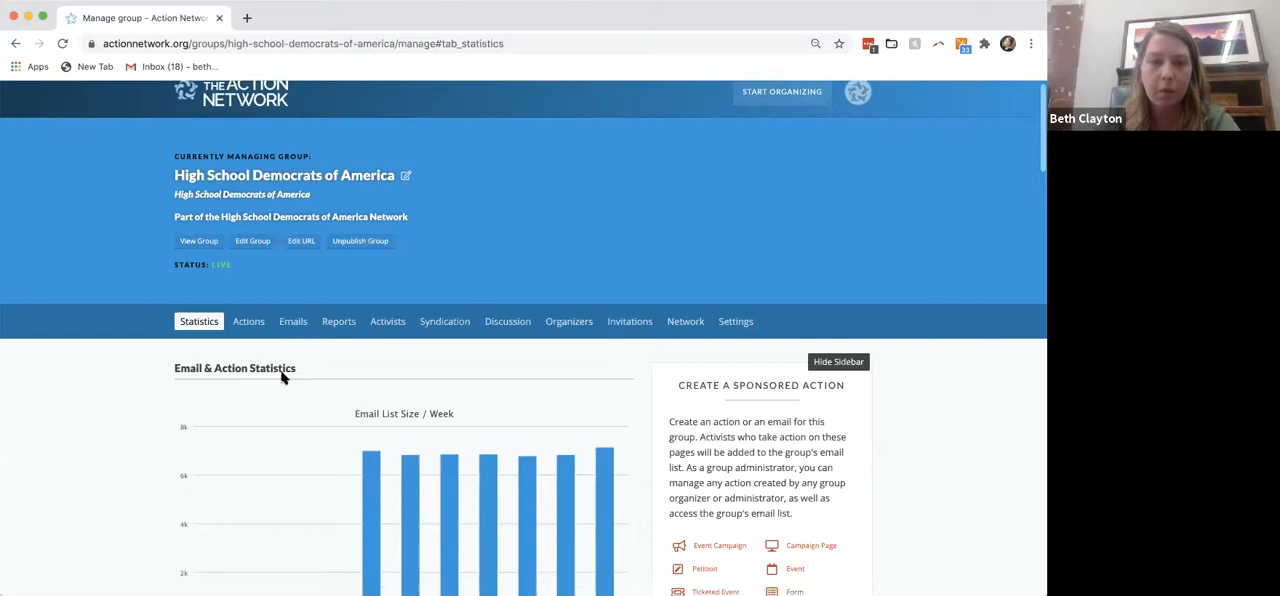 Manage group - Action Netwo
actionnetwork.org/groups/high-school-democrats-of-america/manage#tab_statistics
1
33
Apps
New Tab
Inbox (18) - beth...
THE ACTION
NETWORK
START ORGANIZING
Beth Clayton
CURRENTLY MANAGING GROUP:
High School Democrats of America
High School Democrats of America
Part of the High School Democrats of America Network
View Group
Edit Group
Edit URL
Unpublish Group
STATUS: LIVE
Statistics
Actions
Emails
Reports
Activists
Syndication
Discussion
Organizers
Invitations
Network
Settings
Email & Action Statistics
Email List Size / Week
8k
6k
4k
2k
Hide Sidebar
CREATE A SPONSORED ACTION
Create an action or an email for this
group. Activists who take action on these
pages will be added to the group's email
list. As a group administrator, you can
manage any action created by any group
organizer or administrator, as well as
access the group's email list.
Event Campaign
Campaign Page
Petition
Event
Ticketed Event
Form